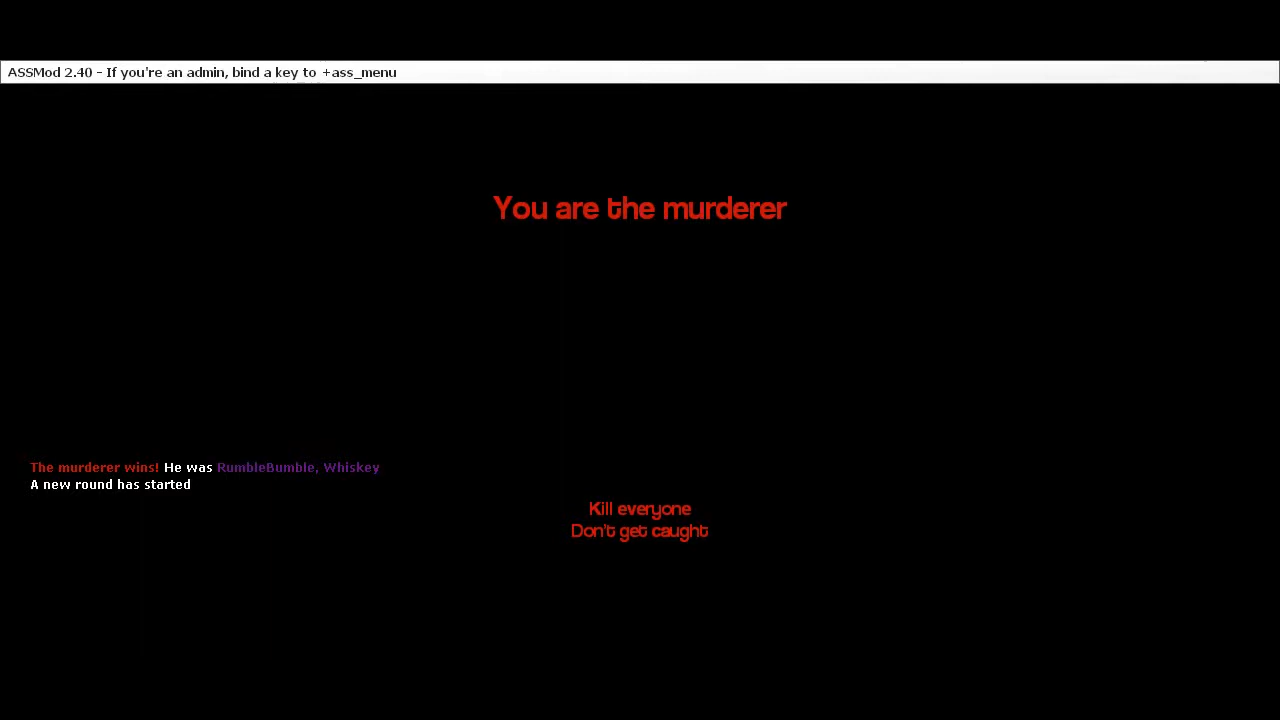 ASSMod 2.40 - If you're an admin, bind a key to +ass_menu
You are the murderer
The murderer wins! He was RumbleBumble, Whiskey
A new round has started
Kill everyone
Don't get caught